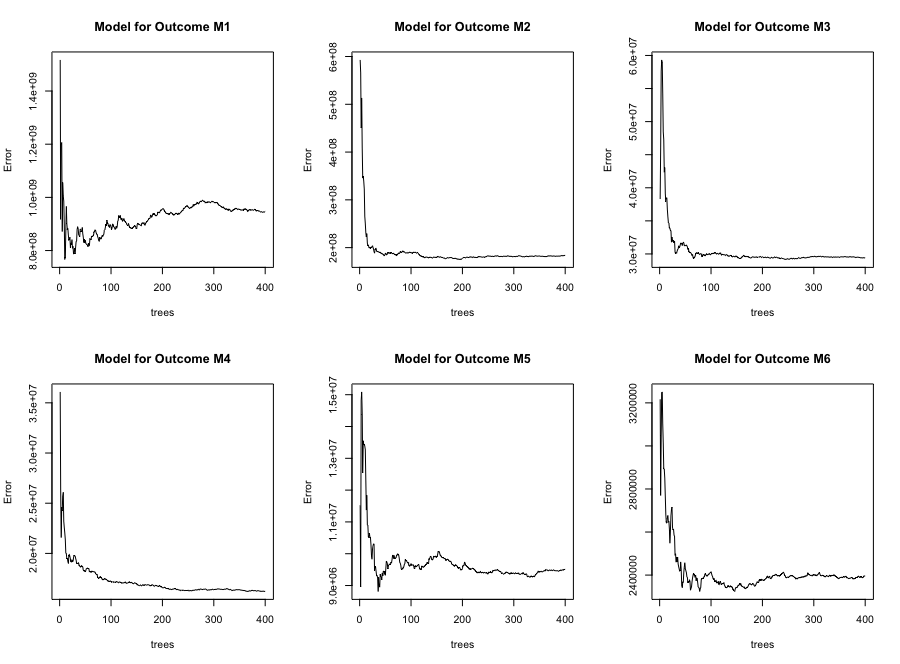 Model for Outcome M1
Error
8.0e+08 1.0e+09 1.2e+09 1.4e+09
0 100 200 300 400
trees
Model for Outcome M2
Error
2e+08 3e+08 4e+08 5e+08 6e+08
0 100 200 300 400
trees
Model for Outcome M3
Error
3.0e+07 4.0e+07 5.0e+07 6.0e+07
0 100 200 300 400
trees
Model for Outcome M4
Error
2.0e+07 2.5e+07 3.0e+07 3.5e+07
0 100 200 300 400
trees
Model for Outcome M5
Error
9.0e+06 1.1e+07 1.3e+07 1.5e+07
0 100 200 300 400
trees
Model for Outcome M6
Error
2400000 2800000 3200000
0 100 200 300 400
trees